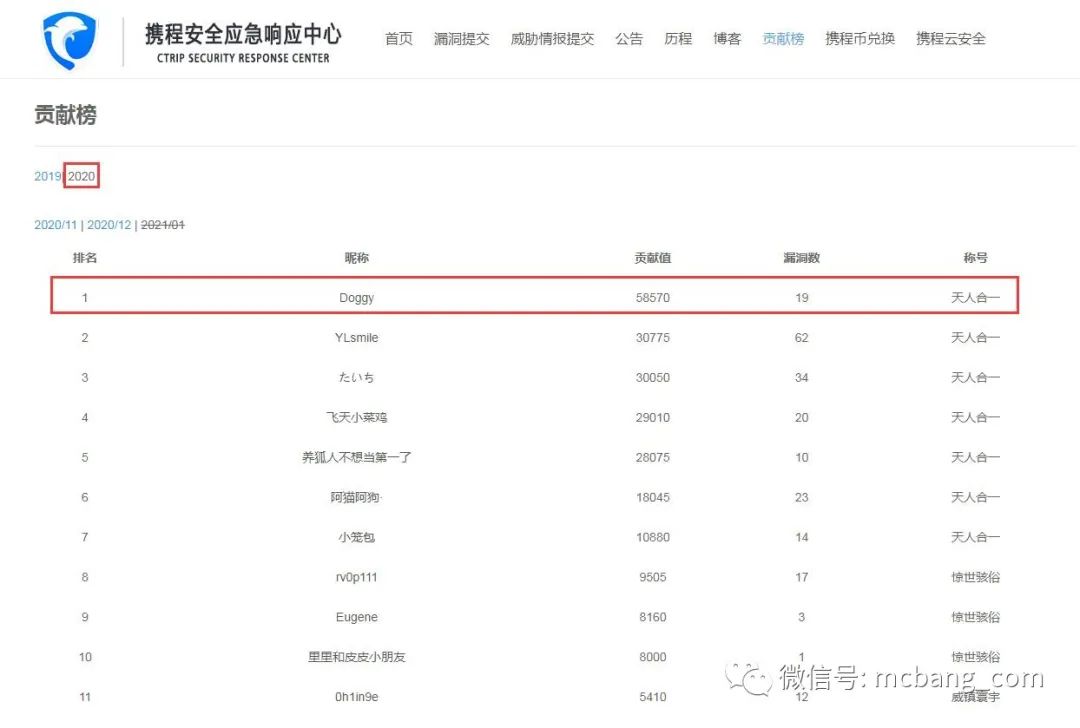 携程安全应急响应中心
CTRIP SECURITY RESPONSE CENTER
首页 漏洞提交 威胁情报提交 公告 历程 博客 贡献榜 携程币兑换 携程云安全
贡献榜
2019 2020
2020/11 | 2020/12 | 2021/01
排名 昵称 贡献值 漏洞数 称号
1 Doggy 58570 19 天人合一
2 YLsmile 30775 62 天人合一
3 たいち 30050 34 天人合一
4 飞天小菜鸡 29010 20 天人合一
5 养狐人不想当第一了 28075 10 天人合一
6 阿猫阿狗· 18045 23 天人合一
7 小笼包 10880 14 天人合一
8 rv0p111 9505 17 惊世骇俗
9 Eugene 8160 3 惊世骇俗
10 里里和皮皮小朋友 8000 1 惊世骇俗
微信号: mcbang_com
11 0h1in9e 5410 12 威镇寰宇